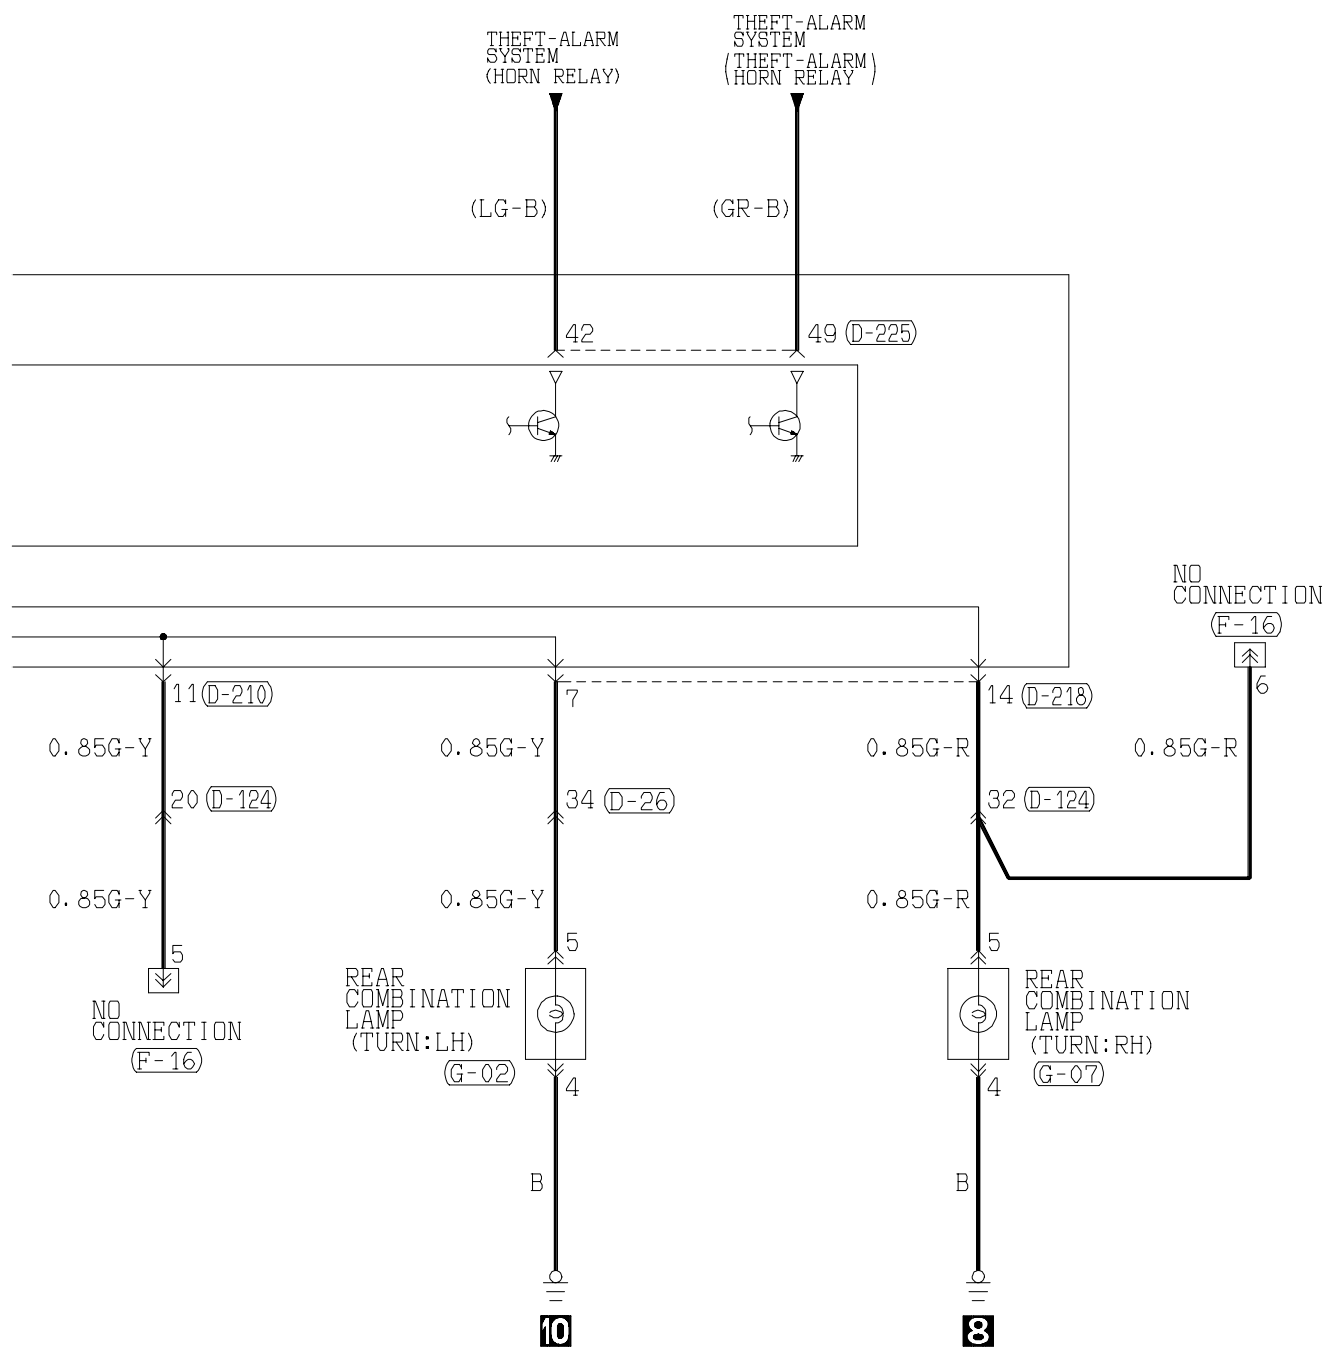 THEFT-ALARM
SYSTEM
(HORN RELAY)
THEFT-ALARM
SYSTEM
(THEFT-ALARM
HORN RELAY)
(LG-B)
(GR-B)
42
49 D-225
NO
CONNECTION
F-16
6
11 D-210
7
14 D-218
0.85G-Y
0.85G-Y
0.85G-R
0.85G-R
20 D-124
34 D-26
32 D-124
0.85G-Y
0.85G-Y
0.85G-R
5
5
5
NO
CONNECTION
F-16
REAR
COMBINATION
LAMP
(TURN:LH)
G-02
REAR
COMBINATION
LAMP
(TURN:RH)
G-07
4
4
B
B
10
8